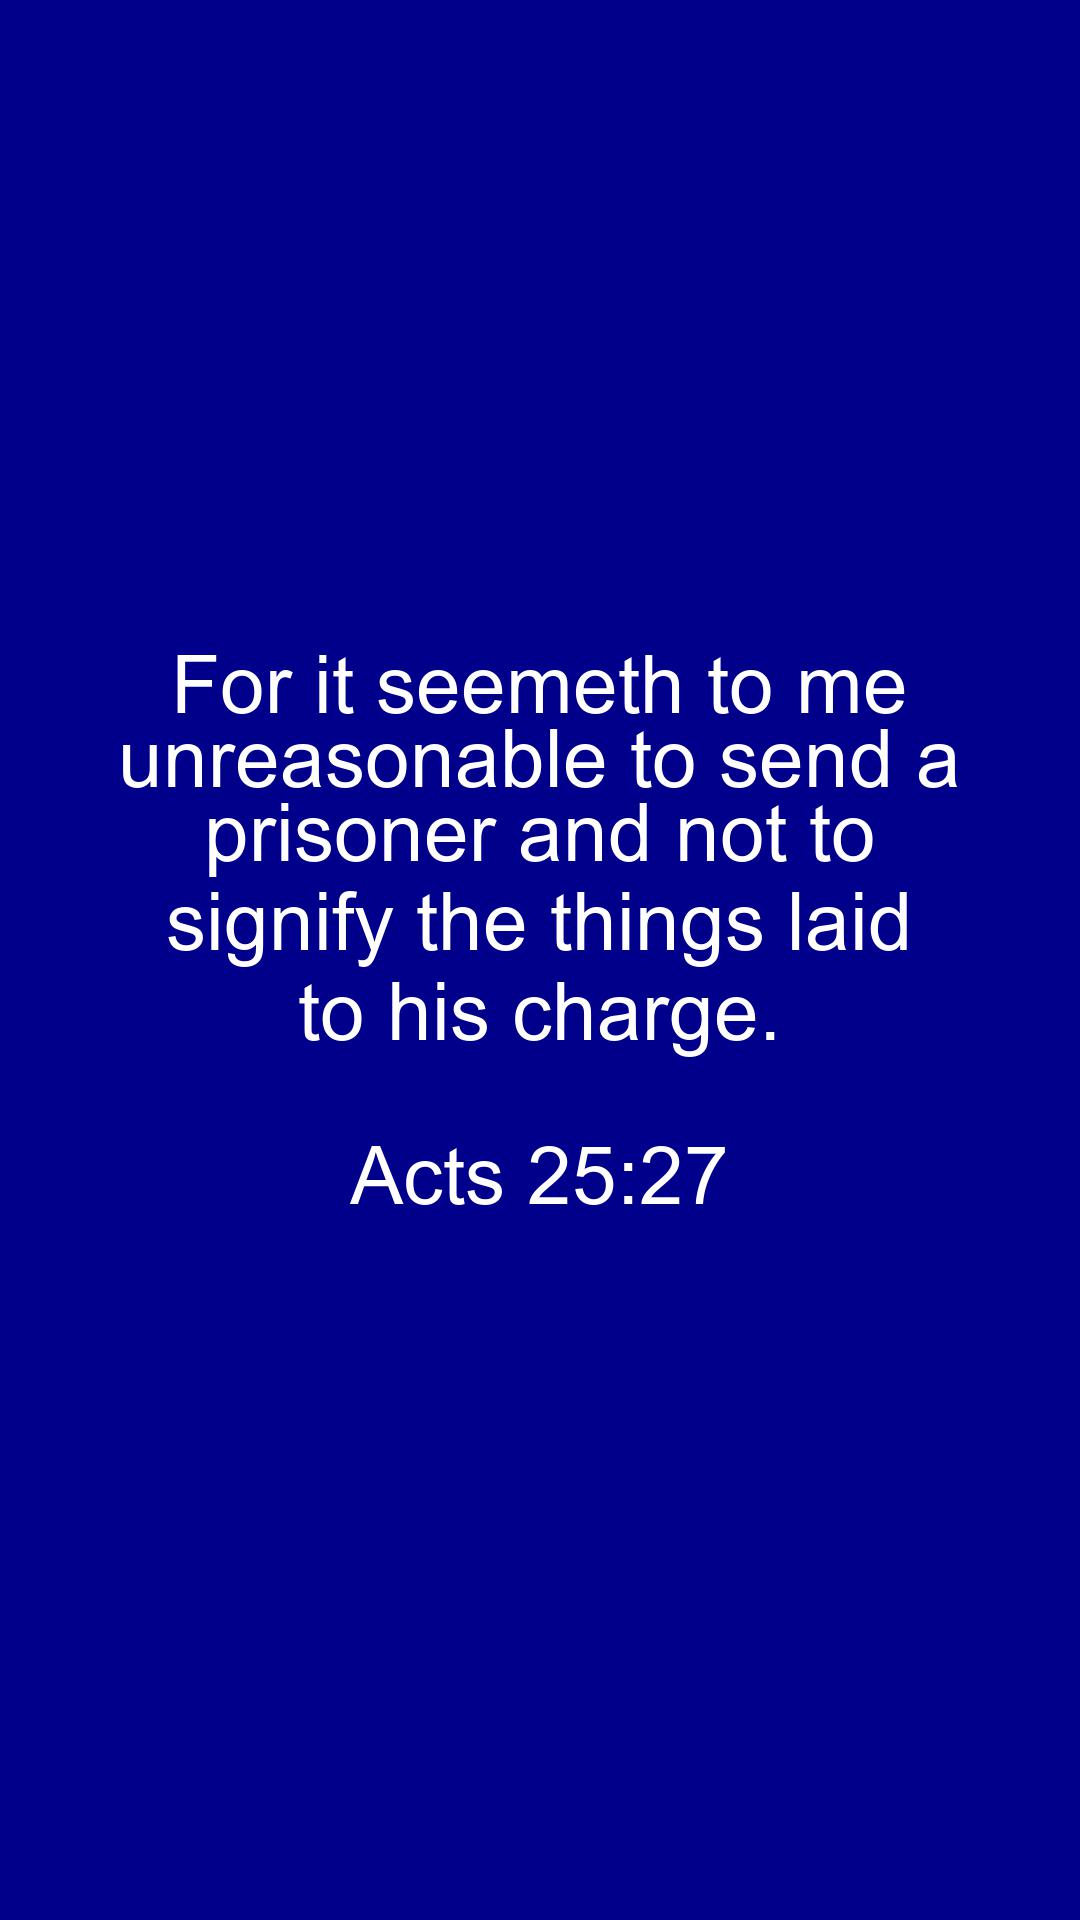 For it seemeth to me
unreasonable to send a
prisoner and not to
signify the things laid
to his charge.
Acts 25:27